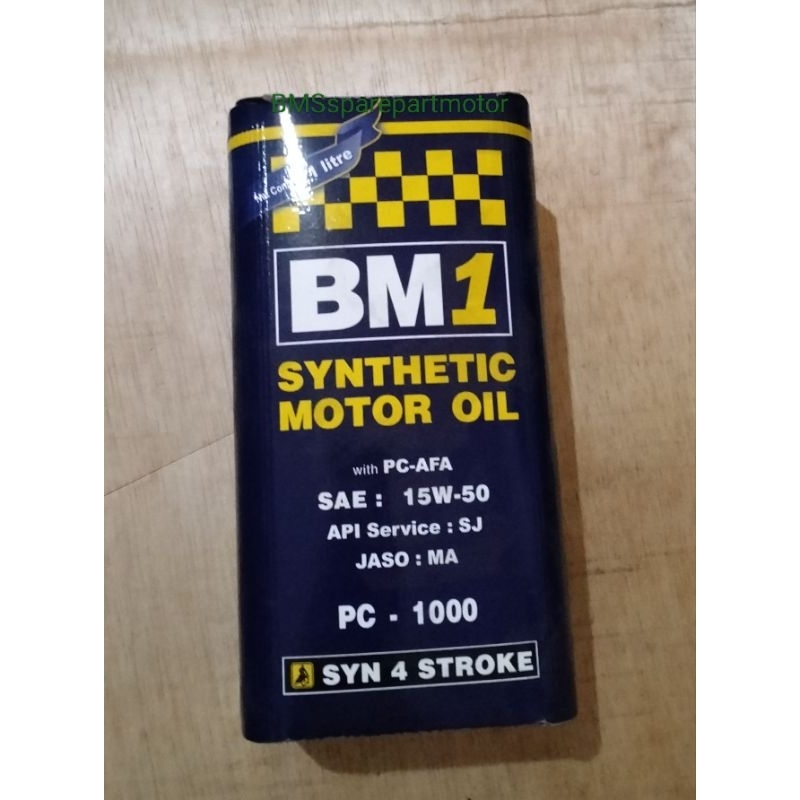 BMSsparepartmotor
1 litre
BM1
SYNTHETIC
MOTOR OIL
with PC-AFA
SAE : 15W-50
API Service : SJ
JASO : MA
PC - 1000
SYN 4 STROKE